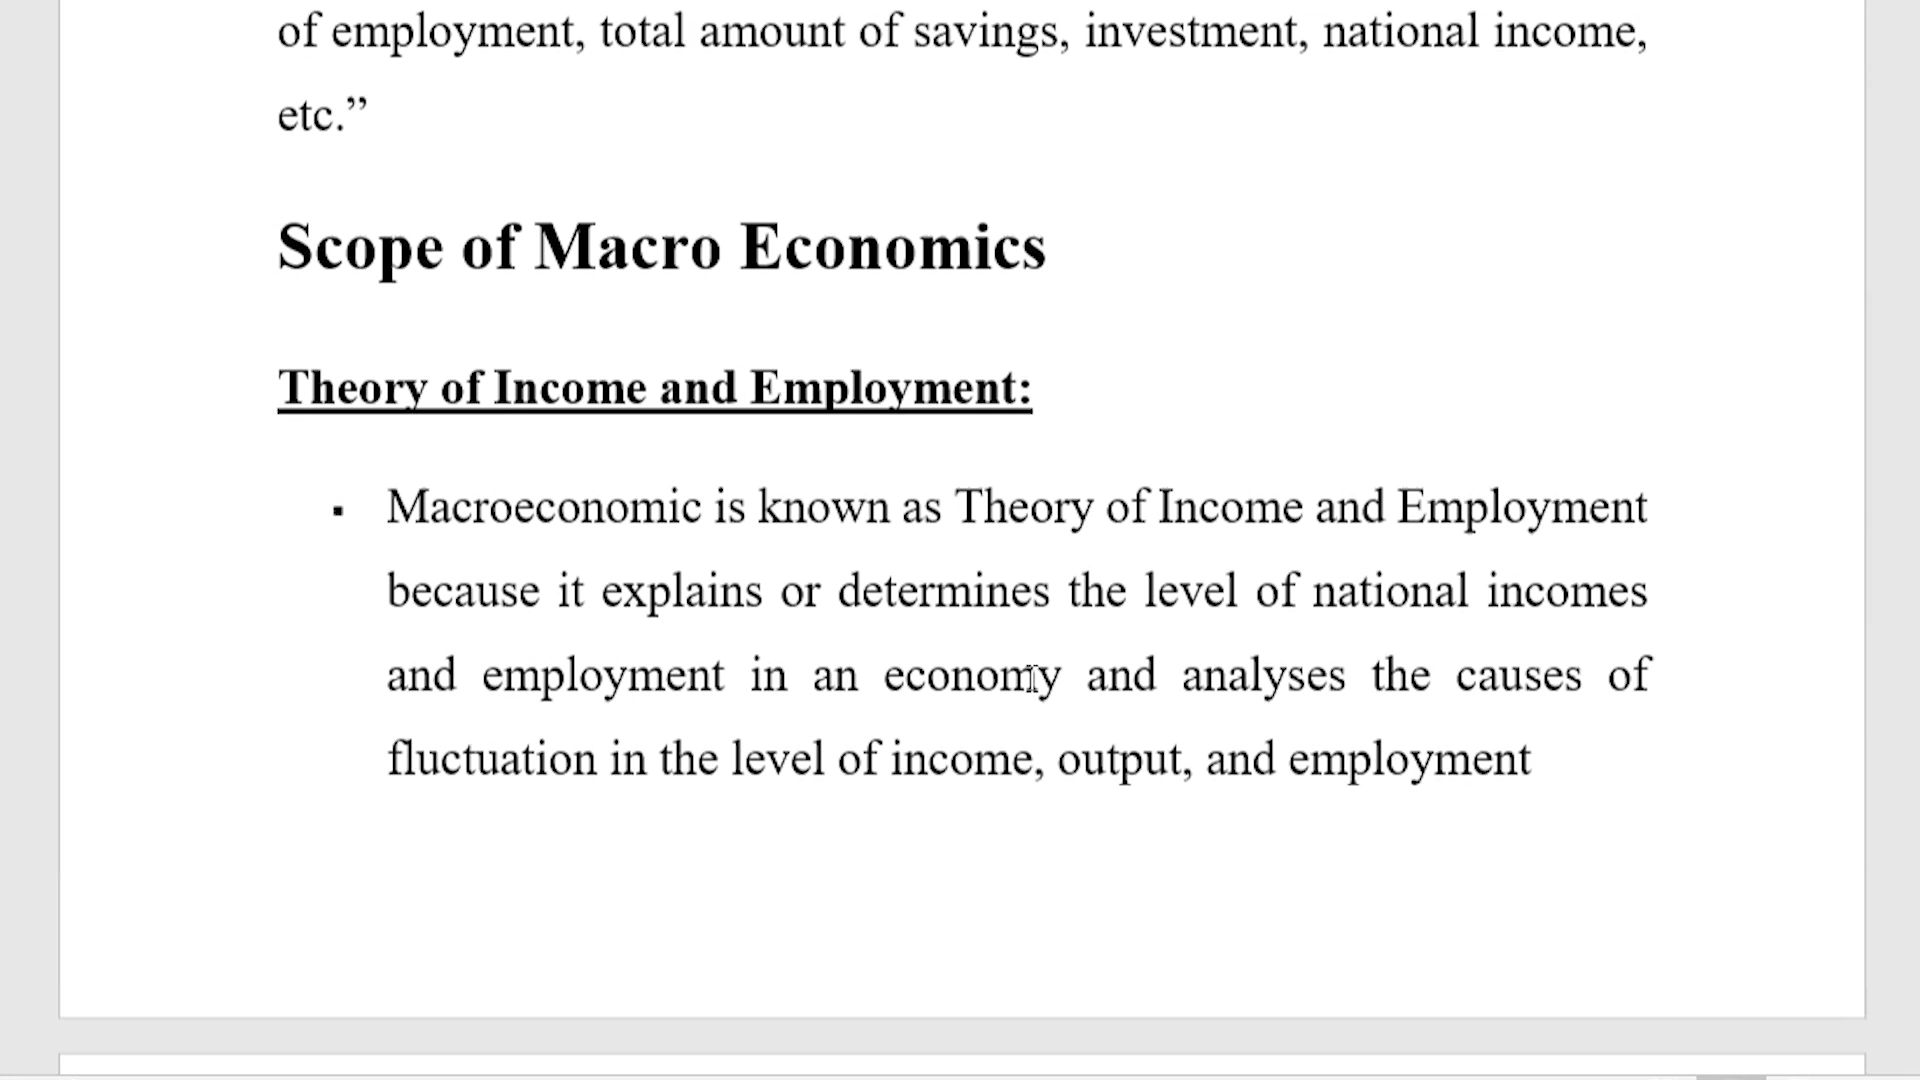 of employment, total amount of savings, investment, national income,
etc.”
Scope of Macro Economics
Theory of Income and Employment:
▪ Macroeconomic is known as Theory of Income and Employment
because it explains or determines the level of national incomes
and employment in an economy and analyses the causes of
fluctuation in the level of income, output, and employment